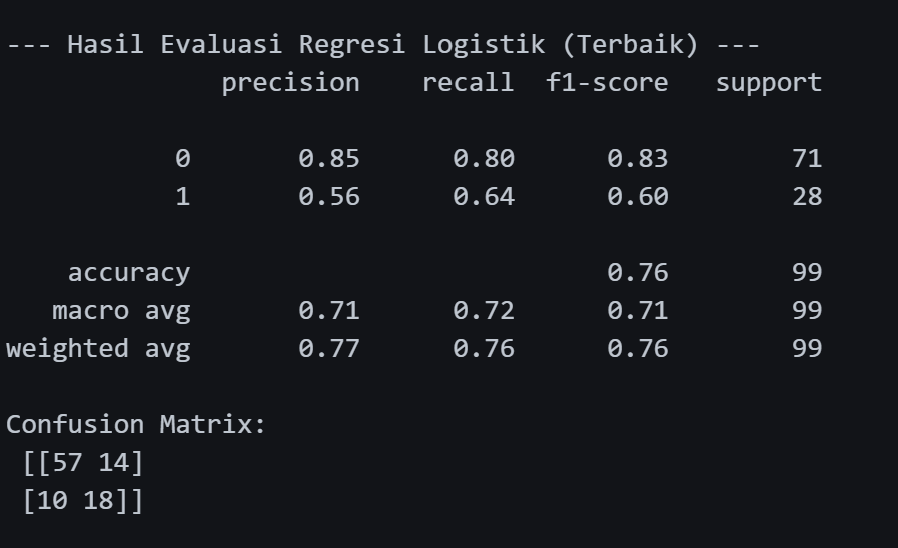 --- Hasil Evaluasi Regresi Logistik (Terbaik) ---
              precision    recall  f1-score   support

           0       0.85      0.80      0.83        71
           1       0.56      0.64      0.60        28

    accuracy                           0.76        99
   macro avg       0.71      0.72      0.71        99
weighted avg       0.77      0.76      0.76        99

Confusion Matrix:
 [[57 14]
 [10 18]]